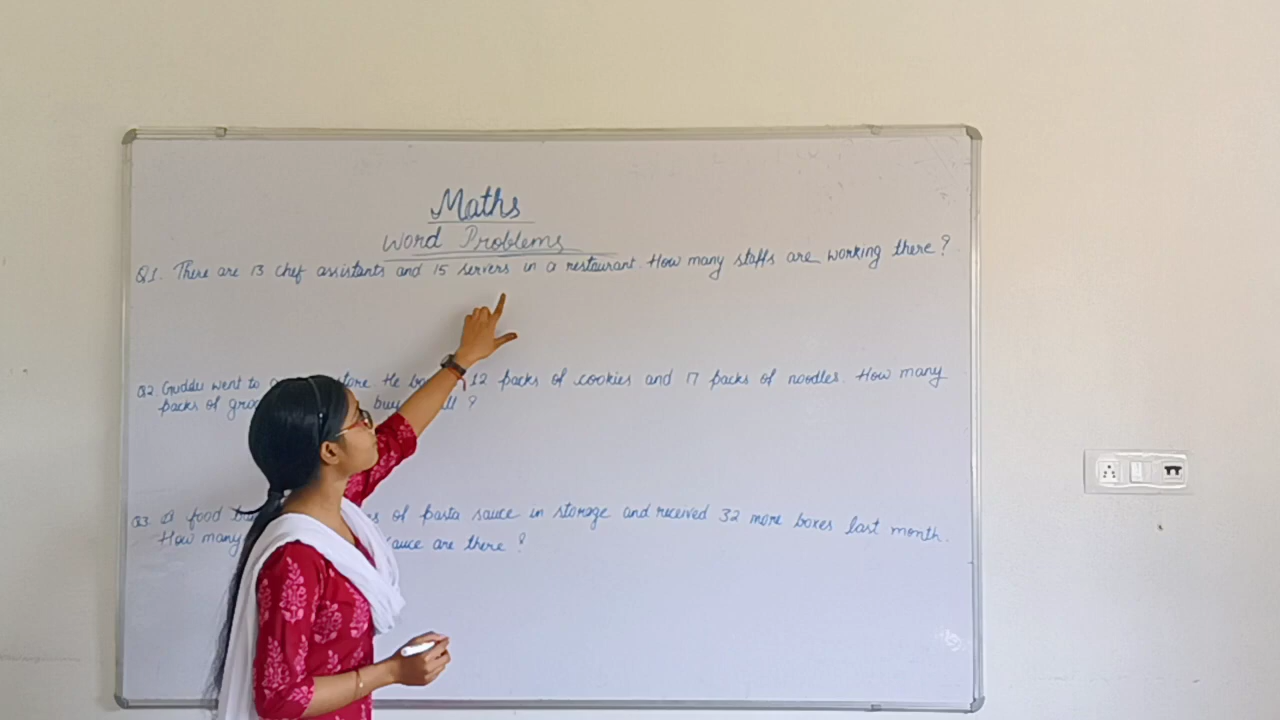 Maths
Word Problems
Q1. There are 13 chef assistants and 15 servers in a restaurant. How many staffs are working there?
Q2. Guddu went to store He 12 packs of cookies and 17 packs of noodles. How many
packs of buy ?
Q3. A food of pasta sauce in storage and received 32 more boxes last month.
How many sauce are there?